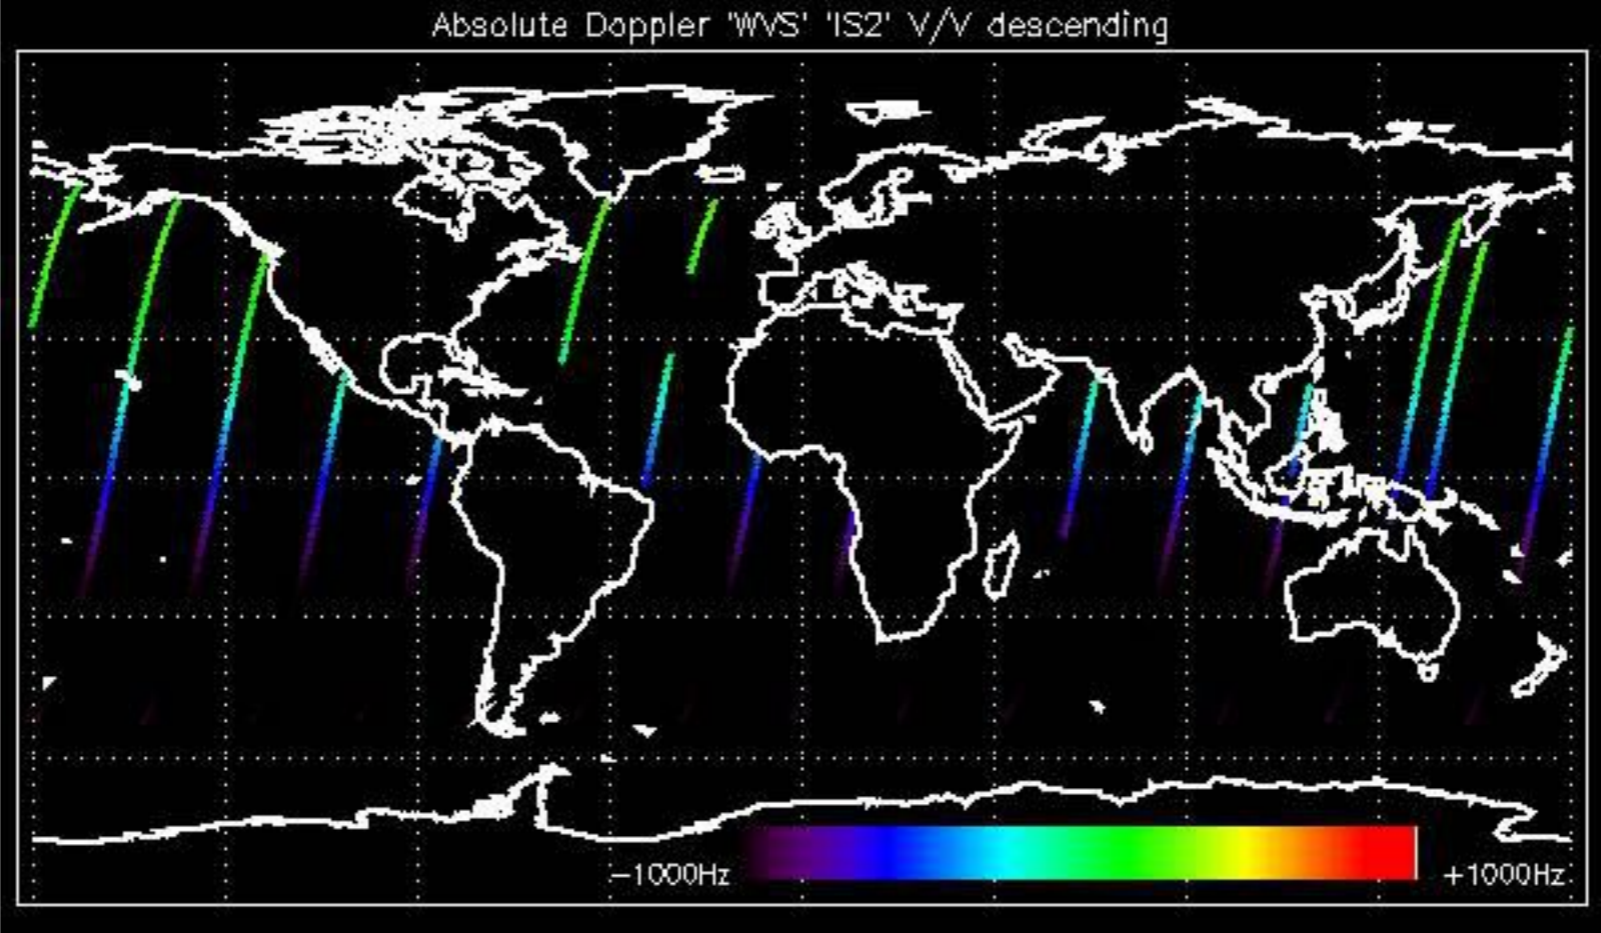 Absolute Doppler 'WVS' 'IS2' V/V descending
−1000Hz +1000Hz